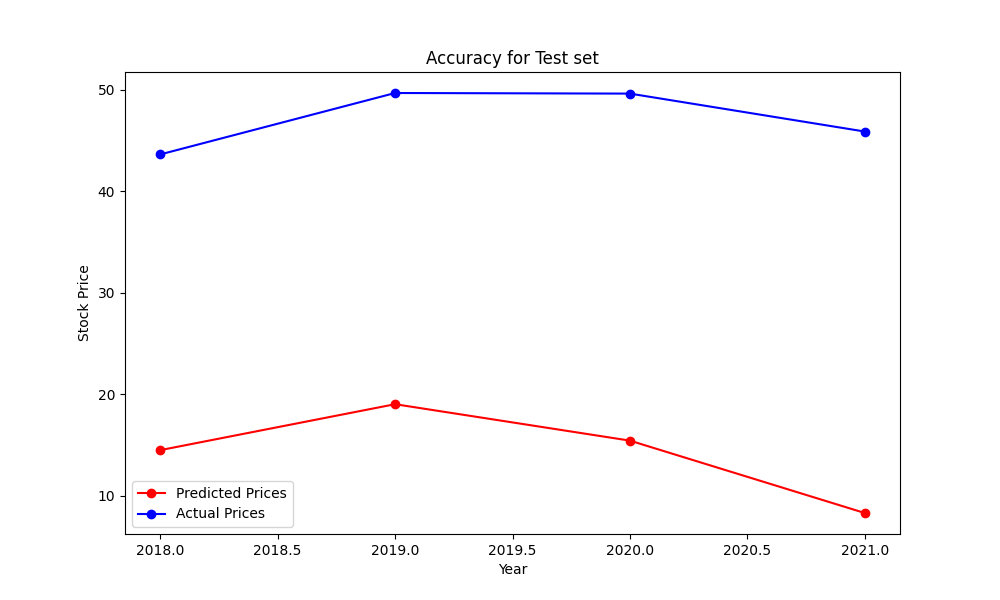 Accuracy for Test set
50
40
30
20
10
Stock Price
Predicted Prices
Actual Prices
2018.0 2018.5 2019.0 2019.5 2020.0 2020.5 2021.0
Year